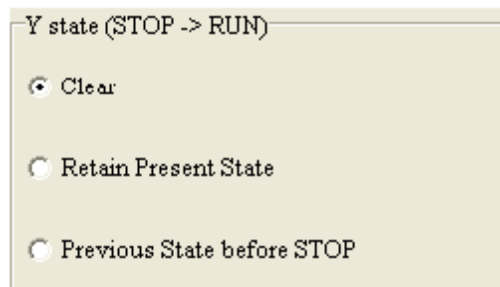 Y state (STOP -> RUN)
Clear
Retain Present State
Previous State before STOP